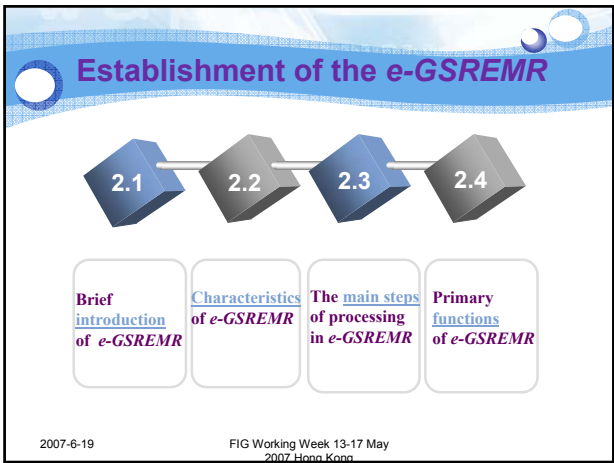 Establishment of the e-GSREMR
2.1
2.2
2.3
2.4
Brief
introduction
of e-GSREMR
Characteristics
of e-GSREMR
The main steps
of processing
in e-GSREMR
Primary
functions
of e-GSREMR
2007-6-19
FIG Working Week 13-17 May
2007 Hong Kong